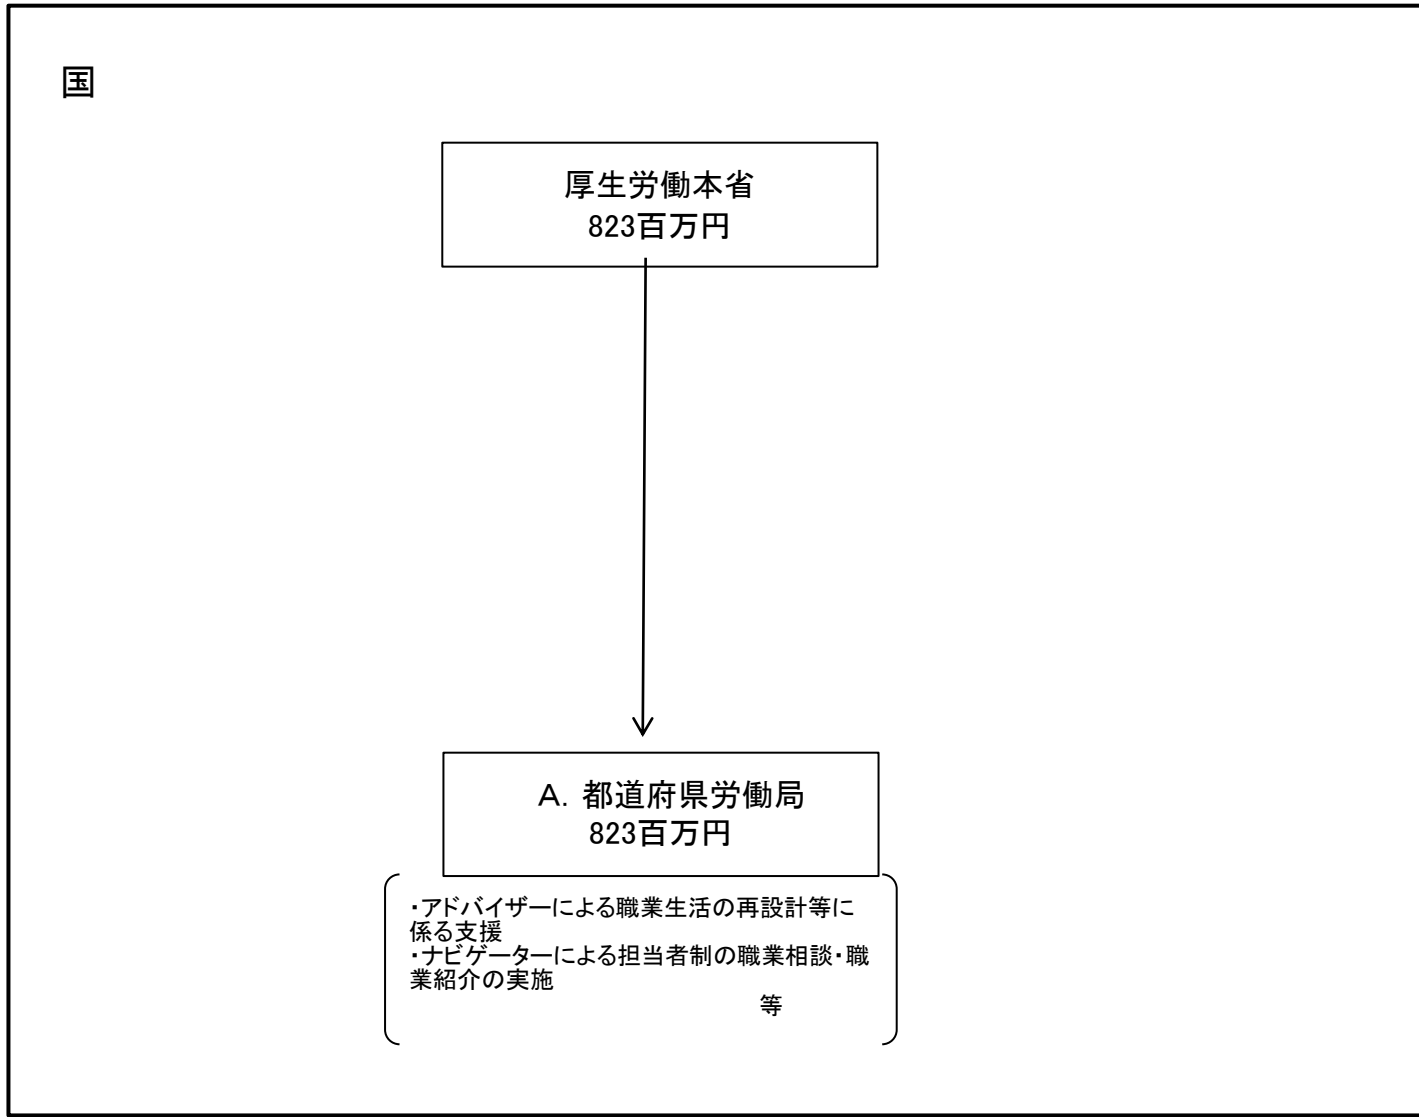 国
厚生労働本省
823百万円
A. 都道府県労働局
823百万円
・アドバイザーによる職業生活の再設計等に
係る支援
・ナビゲーターによる担当者制の職業相談・職
業紹介の実施
等